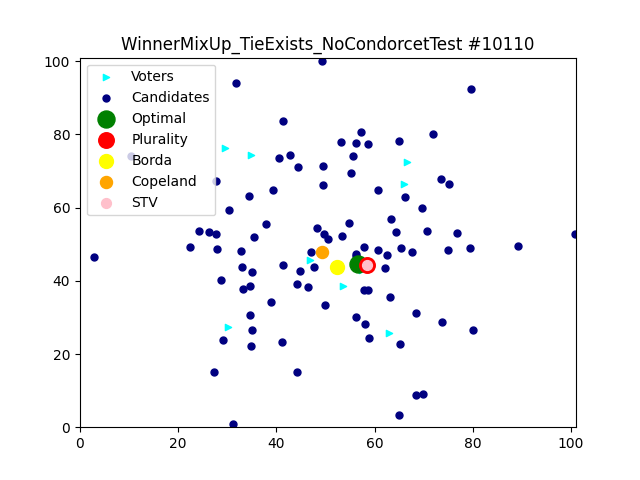 WinnerMixUp_TieExists_NoCondorcetTest #10110
100
80
60
40
20
0
Voters
Candidates
Optimal
Plurality
Borda
Copeland
STV
0 20 40 60 80 100